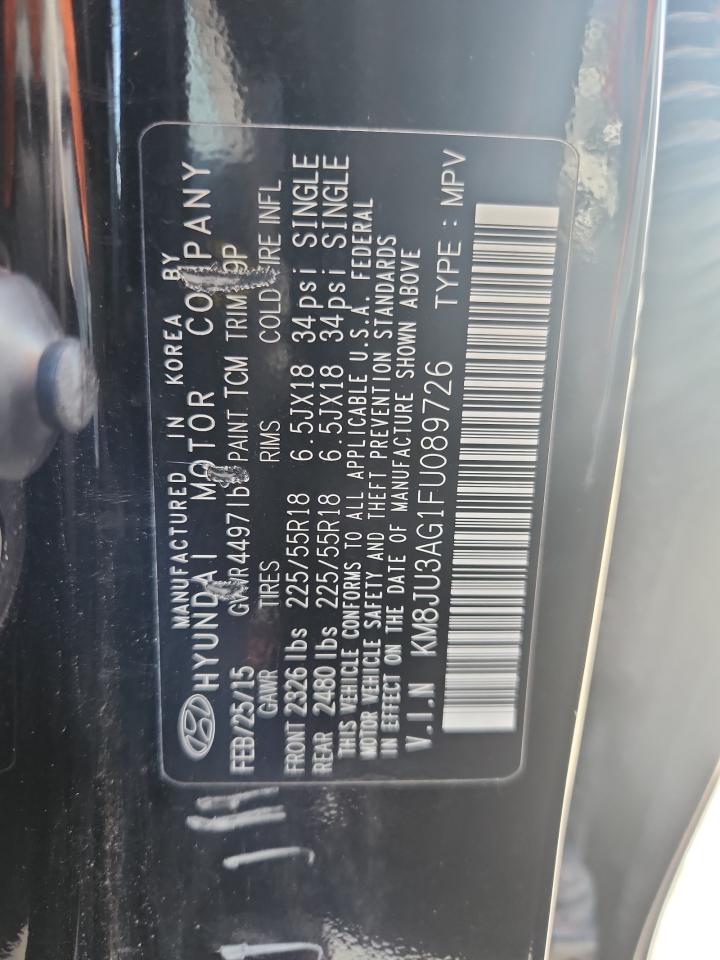 MANUFACTURED IN KOREA BY
HYUNDAI MOTOR COMPANY
FEB/25/15 GVWR 4497lbs PAINT TCM TRIM 9P
GAWR TIRES RIMS COLD TIRE INFL
FRONT 2326 lbs 225/55R18 6.5JX18 34psi SINGLE
REAR 2480 lbs 225/55R18 6.5JX18 34psi SINGLE
THIS VEHICLE CONFORMS TO ALL APPLICABLE U.S.A. FEDERAL
MOTOR VEHICLE SAFETY AND THEFT PREVENTION STANDARDS
IN EFFECT ON THE DATE OF MANUFACTURE SHOWN ABOVE
V.I.N KM8JU3AG1FU089726 TYPE : MPV